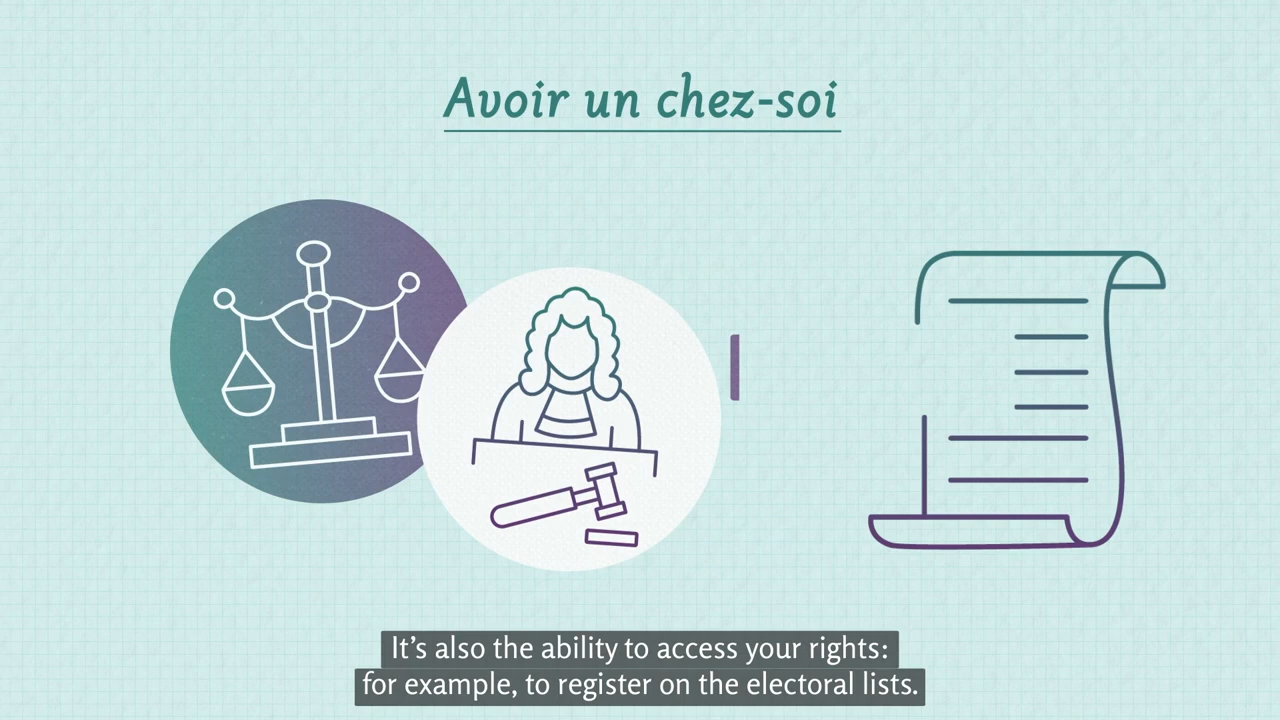 Avoir un chez-soi
It’s also the ability to access your rights:
for example, to register on the electoral lists.